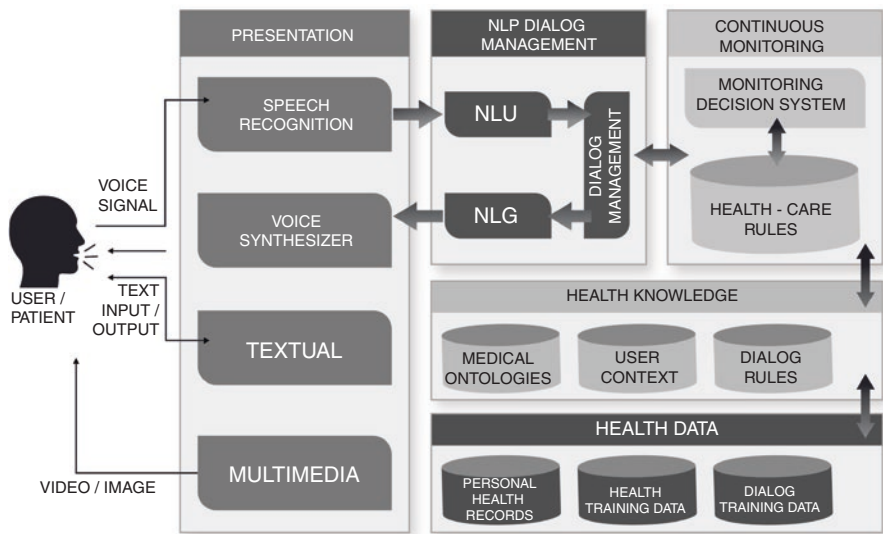 PRESENTATION
SPEECH
RECOGNITION
VOICE
SYNTHESIZER
TEXTUAL
MULTIMEDIA
NLP DIALOG
MANAGEMENT
NLU
NLG
DIALOG
MANAGEMENT
CONTINUOUS
MONITORING
MONITORING
DECISION SYSTEM
HEALTH - CARE
RULES
VOICE
SIGNAL
USER /
PATIENT
TEXT
INPUT /
OUTPUT
VIDEO / IMAGE
HEALTH KNOWLEDGE
MEDICAL
ONTOLOGIES
USER
CONTEXT
DIALOG
RULES
HEALTH DATA
PERSONAL
HEALTH
RECORDS
HEALTH
TRAINING DATA
DIALOG
TRAINING DATA